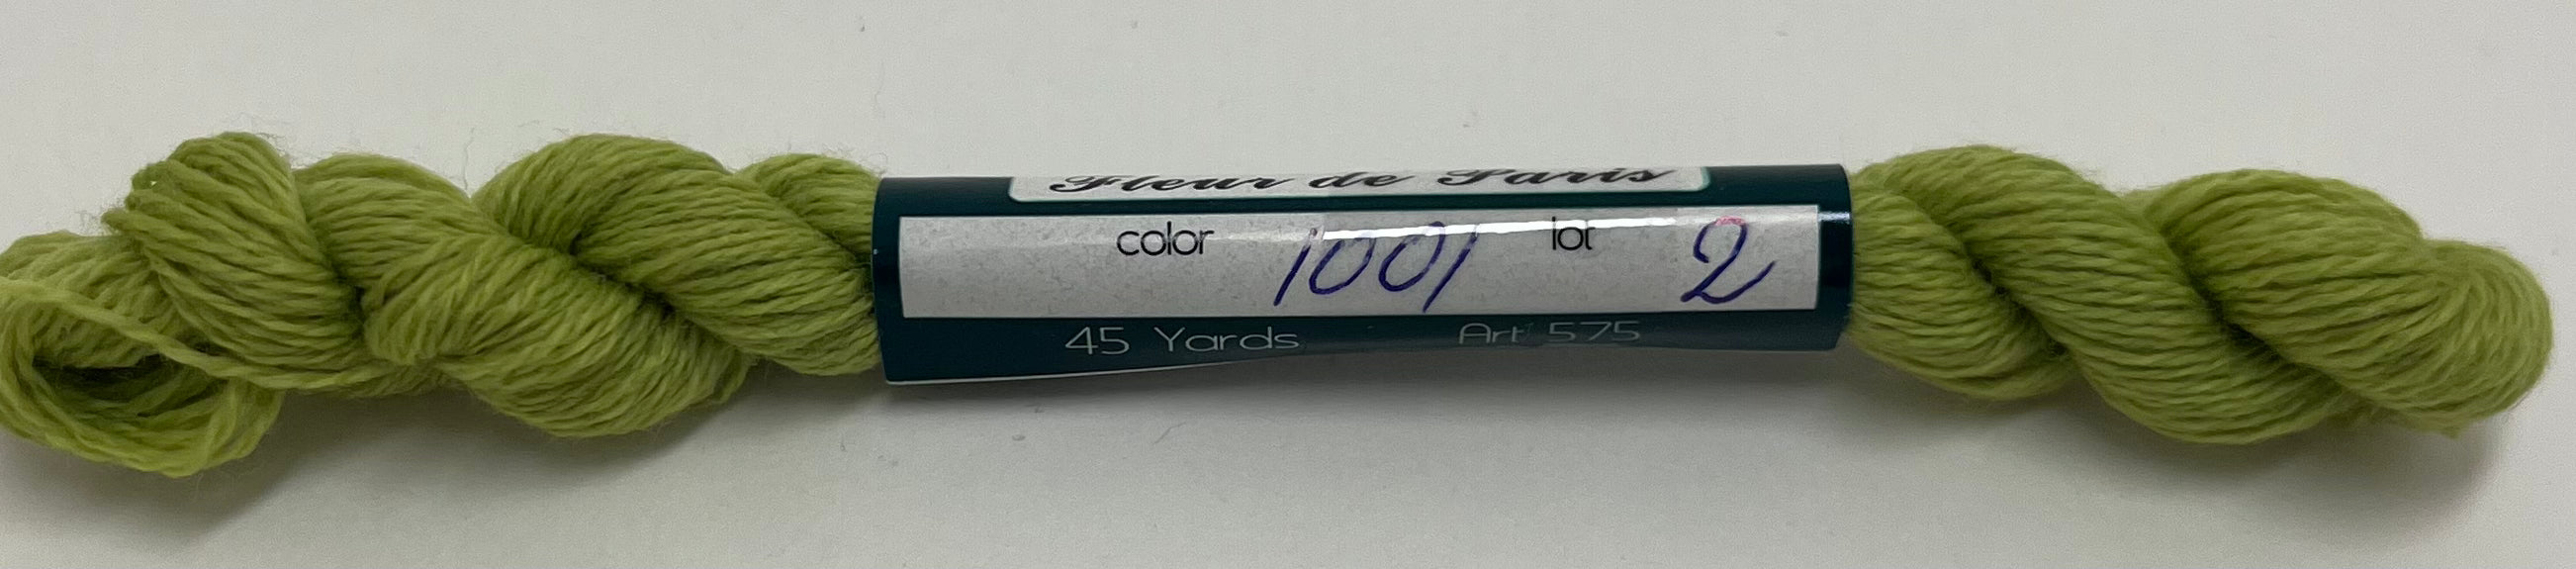 Fleur de Paris
color 1001 lot 2
45 Yards Art 575